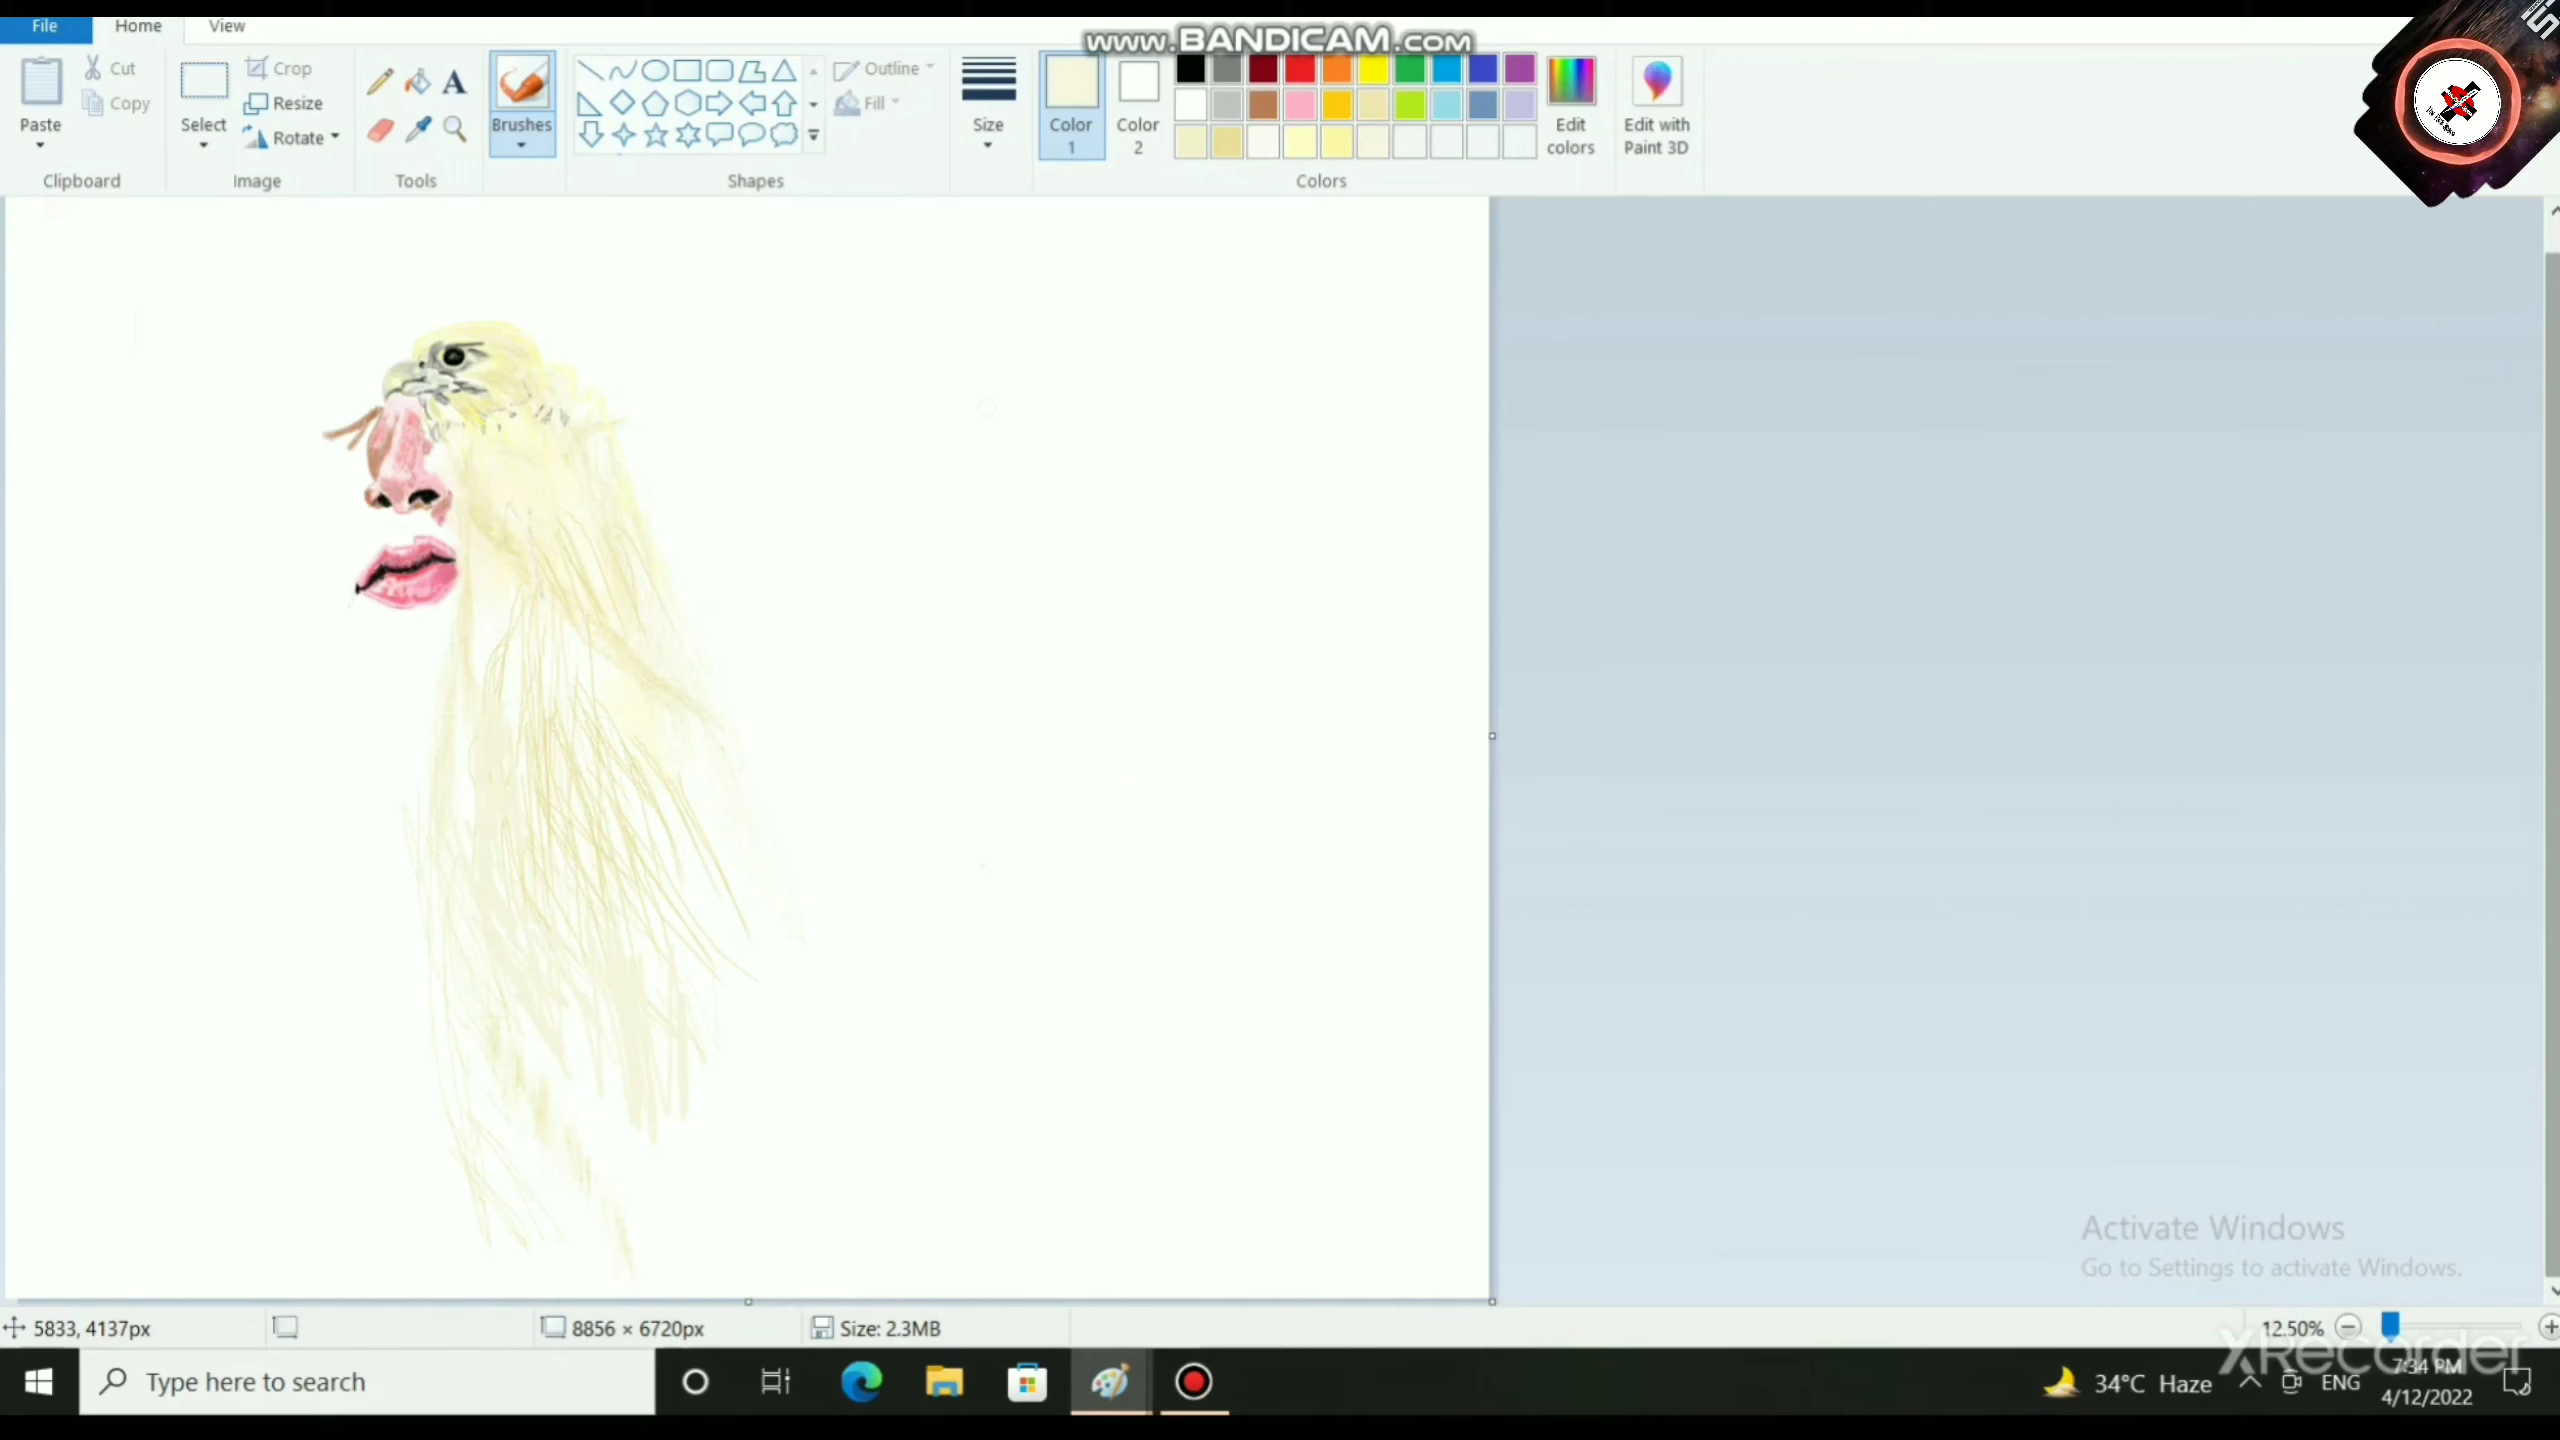 File Home View
www.BANDICAM.com
Cut
Copy
Paste
Clipboard
Select
Crop
Resize
Rotate
Image
Tools
Brushes
Shapes
Outline
Fill
Size
Color
1
Color
2
Colors
Edit
colors
Edit with
Paint 3D
Activate Windows
Go to Settings to activate Windows.
5833, 4137px
8856 × 6720px
Size: 2.3MB
12.50%
XRecorder
Type here to search
34°C Haze
ENG
7:34 PM
4/12/2022